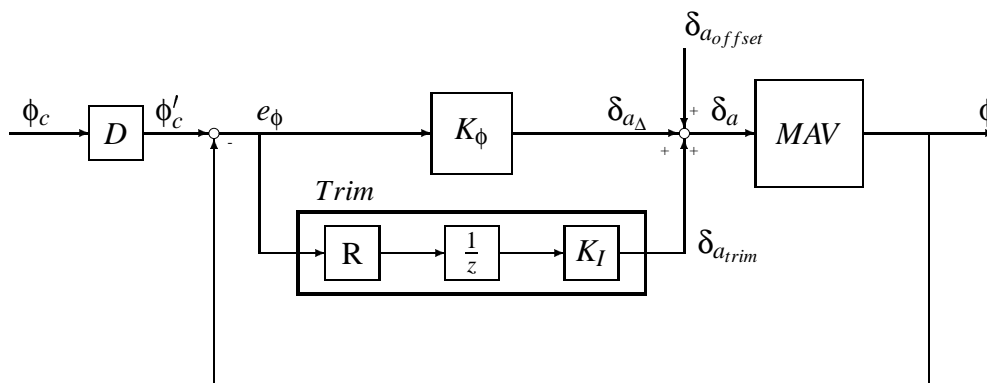 δ_{a_{offset}}
ϕ_c D ϕ′_c e_ϕ K_ϕ δ_{a_Δ} + δ_a MAV ϕ
- + +
Trim
R 1/z K_I δ_{a_{trim}}